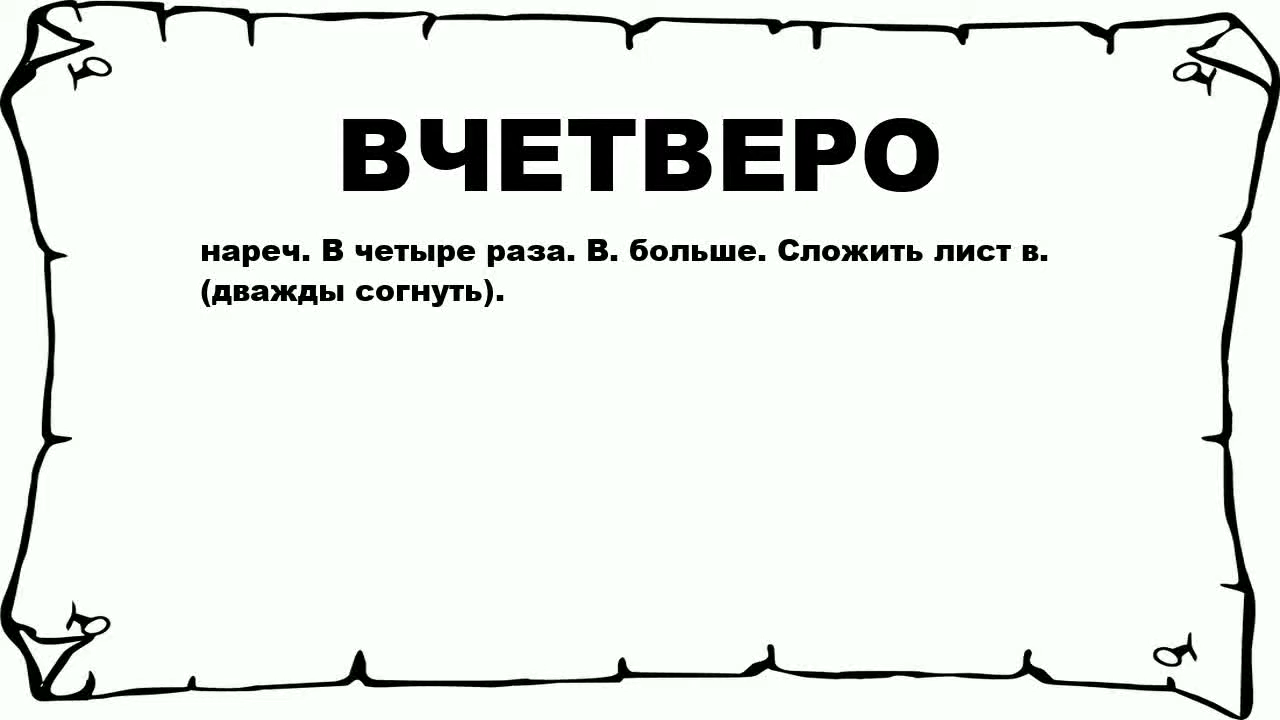 ВЧЕТВЕРО
нареч. В четыре раза. В. больше. Сложить лист в.
(дважды согнуть).